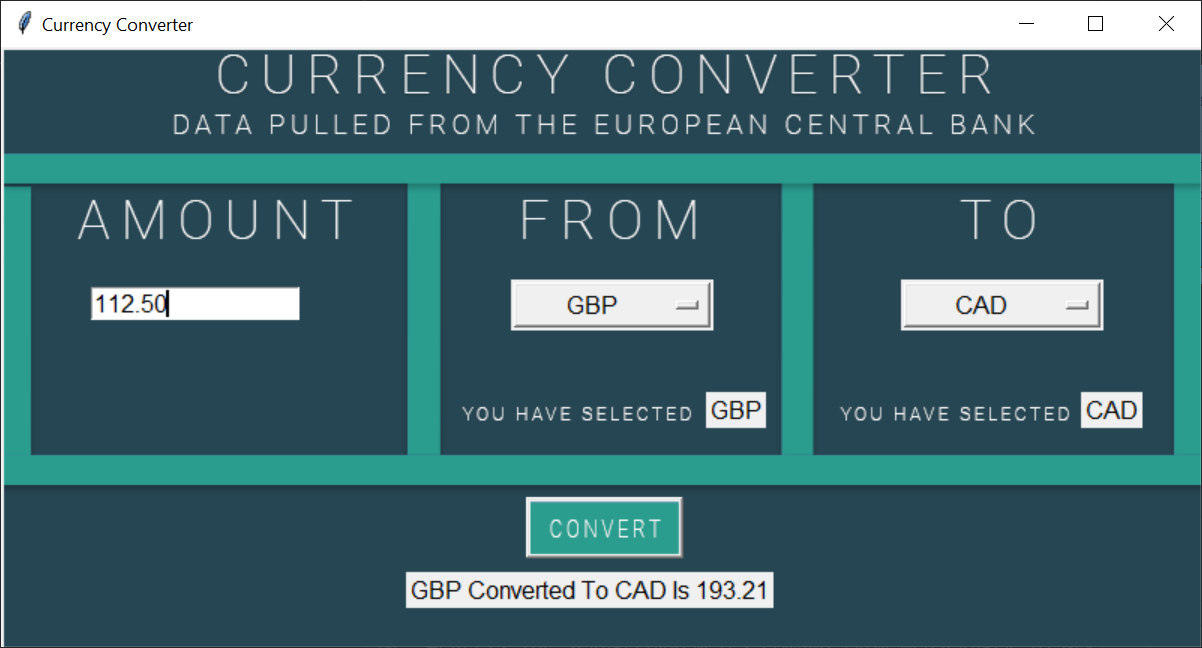 Currency Converter
CURRENCY CONVERTER
DATA PULLED FROM THE EUROPEAN CENTRAL BANK
AMOUNT
112.50
FROM
GBP
YOU HAVE SELECTED GBP
TO
CAD
YOU HAVE SELECTED CAD
CONVERT
GBP Converted To CAD Is 193.21